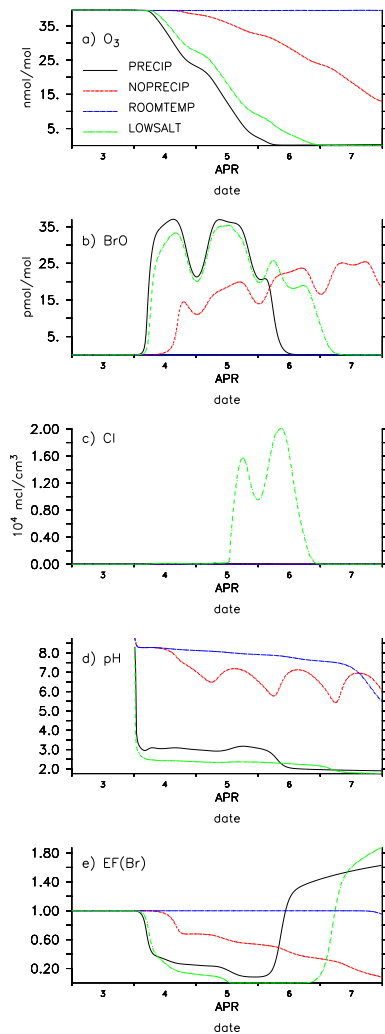 a) O3
PRECIP
NOPRECIP
ROOMTEMP
LOWSALT
nmol/mol
35.
25.
15.
5.
3 4 5 6 7
APR
date
b) BrO
pmol/mol
35.
25.
15.
5.
3 4 5 6 7
APR
date
c) Cl
10^4 mcl/cm^3
2.00
1.60
1.20
0.80
0.40
0.00
3 4 5 6 7
APR
date
d) pH
8.0
7.0
6.0
5.0
4.0
3.0
2.0
3 4 5 6 7
APR
date
e) EF(Br)
1.80
1.40
1.00
0.60
0.20
3 4 5 6 7
APR
date